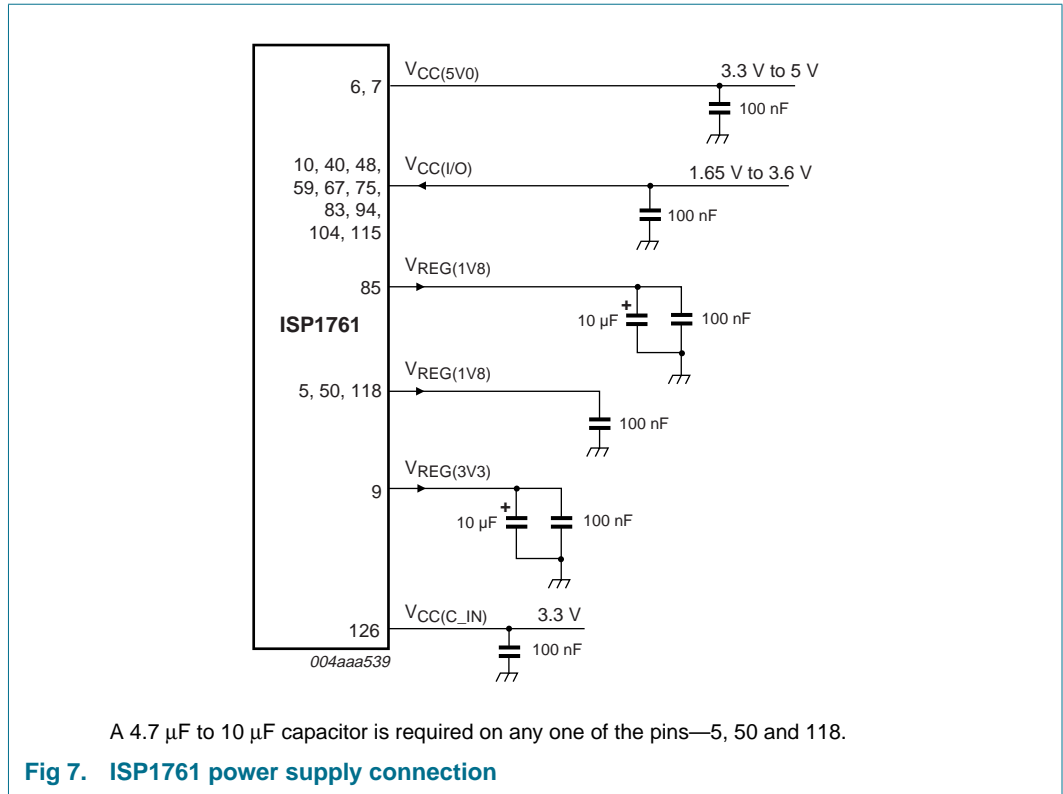 VCC(5V0)
3.3 V to 5 V
6, 7
100 nF
10, 40, 48,
59, 67, 75,
83, 94,
104, 115
VCC(I/O)
1.65 V to 3.6 V
100 nF
VREG(1V8)
85
+
10 µF
100 nF
ISP1761
VREG(1V8)
5, 50, 118
100 nF
VREG(3V3)
9
+
10 µF
100 nF
VCC(C_IN)
3.3 V
126
100 nF
004aaa539
A 4.7 µF to 10 µF capacitor is required on any one of the pins—5, 50 and 118.
Fig 7. ISP1761 power supply connection